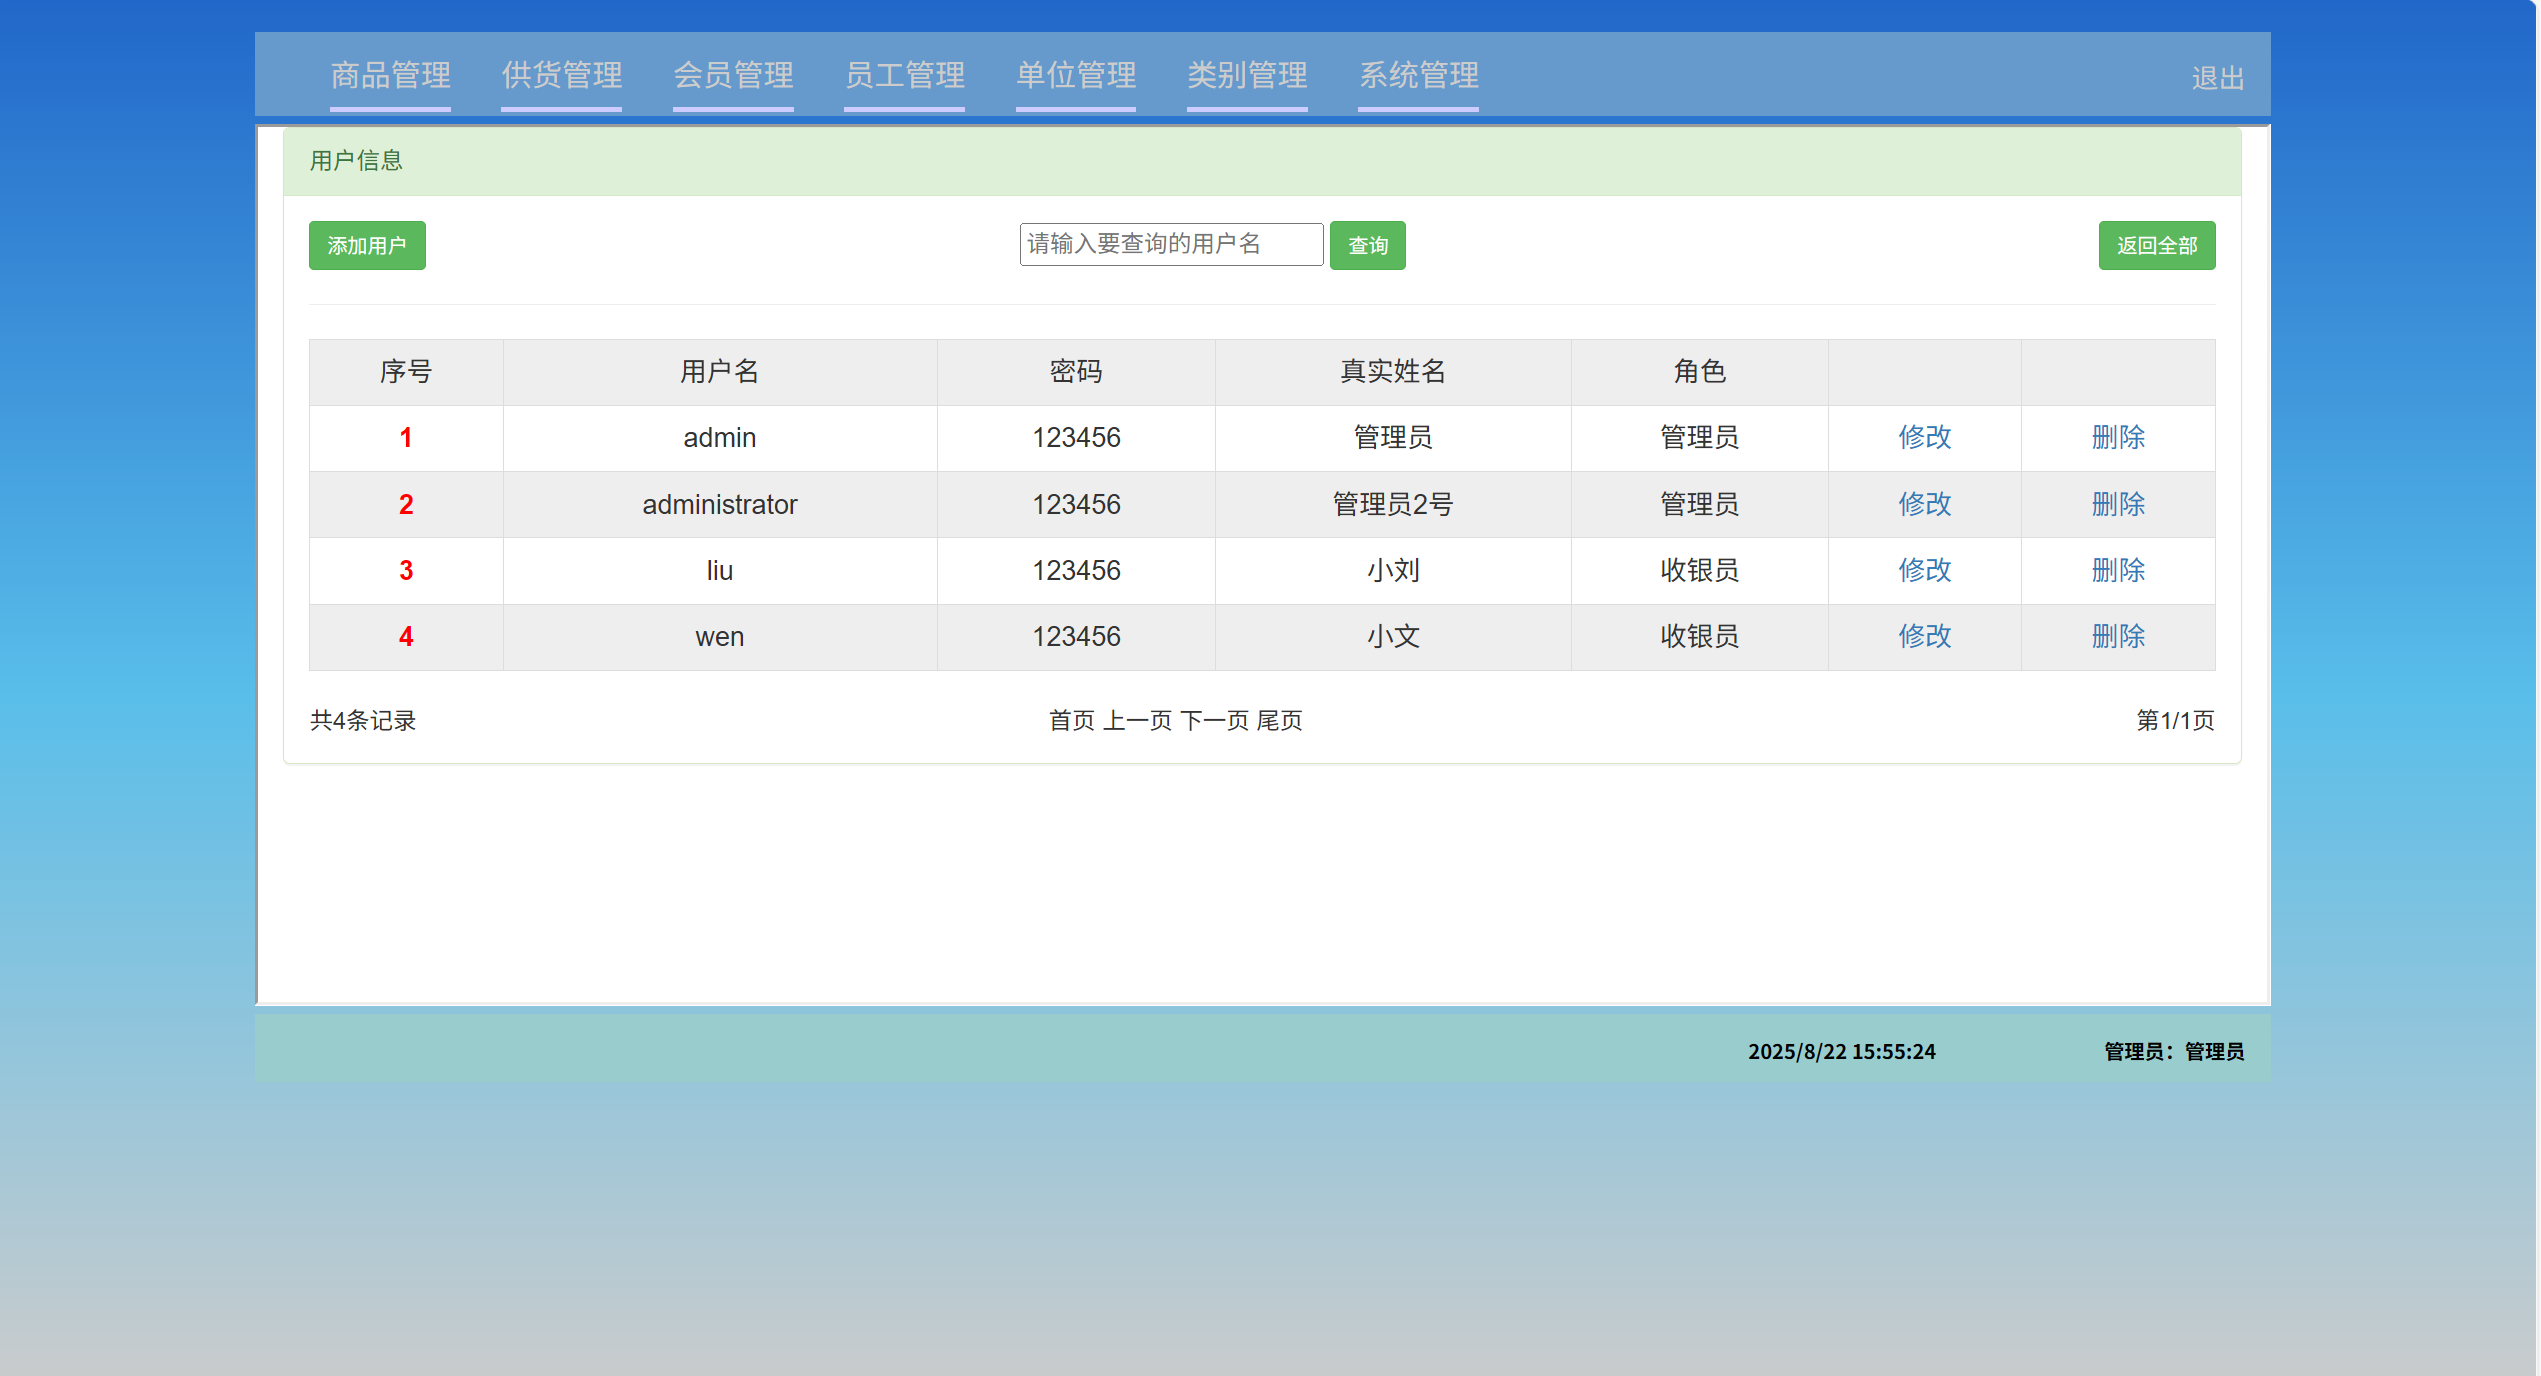 商品管理 供货管理 会员管理 员工管理 单位管理 类别管理 系统管理 退出
用户信息
添加用户 请输入要查询的用户名 查询 返回全部
序号 用户名 密码 真实姓名 角色
1 admin 123456 管理员 管理员 修改 删除
2 administrator 123456 管理员2号 管理员 修改 删除
3 liu 123456 小刘 收银员 修改 删除
4 wen 123456 小文 收银员 修改 删除
共4条记录 首页 上一页 下一页 尾页 第1/1页
2025/8/22 15:55:24 管理员：管理员